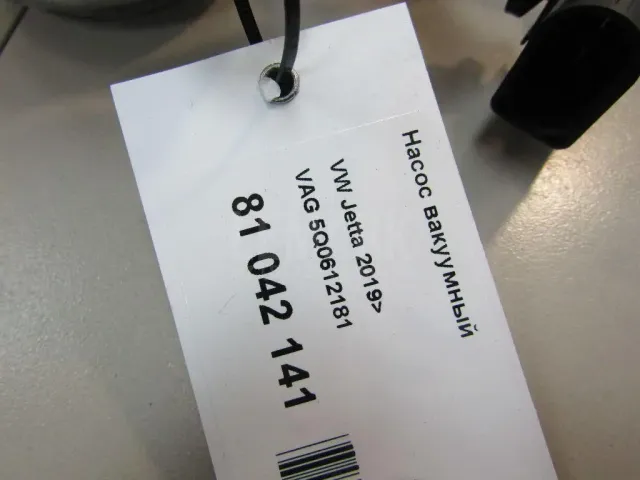 Насос вакуумный
VW Jetta 2019>
VAG 5Q0612181
81 042 141